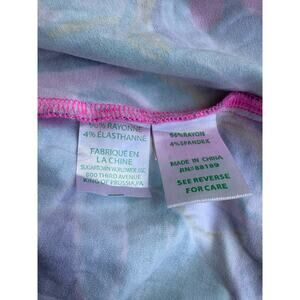 96% RAYONNE
4% ÉLASTHANNE
FABRIQUÉ EN
LA CHINE
SUGARTOWN WORLDWIDE LLC
800 THIRD AVENUE
KING OF PRUSSIA, PA
96% RAYON
4% SPANDEX
MADE IN CHINA
RN#88199
SEE REVERSE
FOR CARE